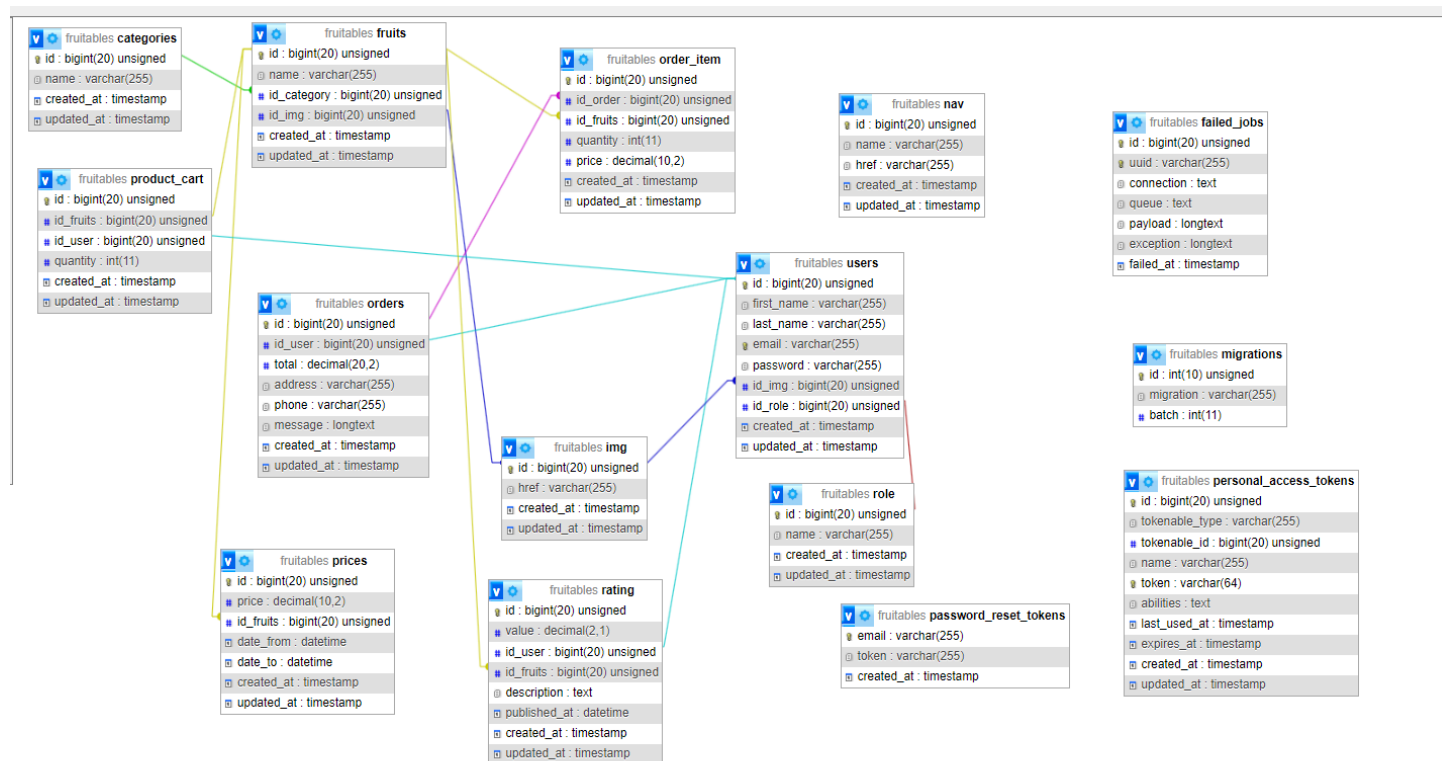 fruitables categories
id : bigint(20) unsigned
name : varchar(255)
created_at : timestamp
updated_at : timestamp
fruitables fruits
id : bigint(20) unsigned
name : varchar(255)
id_category : bigint(20) unsigned
id_img : bigint(20) unsigned
created_at : timestamp
updated_at : timestamp
fruitables order_item
id : bigint(20) unsigned
id_order : bigint(20) unsigned
id_fruits : bigint(20) unsigned
quantity : int(11)
price : decimal(10,2)
created_at : timestamp
updated_at : timestamp
fruitables nav
id : bigint(20) unsigned
name : varchar(255)
href : varchar(255)
created_at : timestamp
updated_at : timestamp
fruitables failed_jobs
id : bigint(20) unsigned
uuid : varchar(255)
connection : text
queue : text
payload : longtext
exception : longtext
failed_at : timestamp
fruitables product_cart
id : bigint(20) unsigned
id_fruits : bigint(20) unsigned
id_user : bigint(20) unsigned
quantity : int(11)
created_at : timestamp
updated_at : timestamp
fruitables users
id : bigint(20) unsigned
first_name : varchar(255)
last_name : varchar(255)
email : varchar(255)
password : varchar(255)
id_img : bigint(20) unsigned
id_role : bigint(20) unsigned
created_at : timestamp
updated_at : timestamp
fruitables orders
id : bigint(20) unsigned
id_user : bigint(20) unsigned
total : decimal(20,2)
address : varchar(255)
phone : varchar(255)
message : longtext
created_at : timestamp
updated_at : timestamp
fruitables migrations
id : int(10) unsigned
migration : varchar(255)
batch : int(11)
fruitables img
id : bigint(20) unsigned
href : varchar(255)
created_at : timestamp
updated_at : timestamp
fruitables role
id : bigint(20) unsigned
name : varchar(255)
created_at : timestamp
updated_at : timestamp
fruitables personal_access_tokens
id : bigint(20) unsigned
tokenable_type : varchar(255)
tokenable_id : bigint(20) unsigned
name : varchar(255)
token : varchar(64)
abilities : text
last_used_at : timestamp
expires_at : timestamp
created_at : timestamp
updated_at : timestamp
fruitables prices
id : bigint(20) unsigned
price : decimal(10,2)
id_fruits : bigint(20) unsigned
date_from : datetime
date_to : datetime
created_at : timestamp
updated_at : timestamp
fruitables rating
id : bigint(20) unsigned
value : decimal(2,1)
id_user : bigint(20) unsigned
id_fruits : bigint(20) unsigned
description : text
published_at : datetime
created_at : timestamp
updated_at : timestamp
fruitables password_reset_tokens
email : varchar(255)
token : varchar(255)
created_at : timestamp